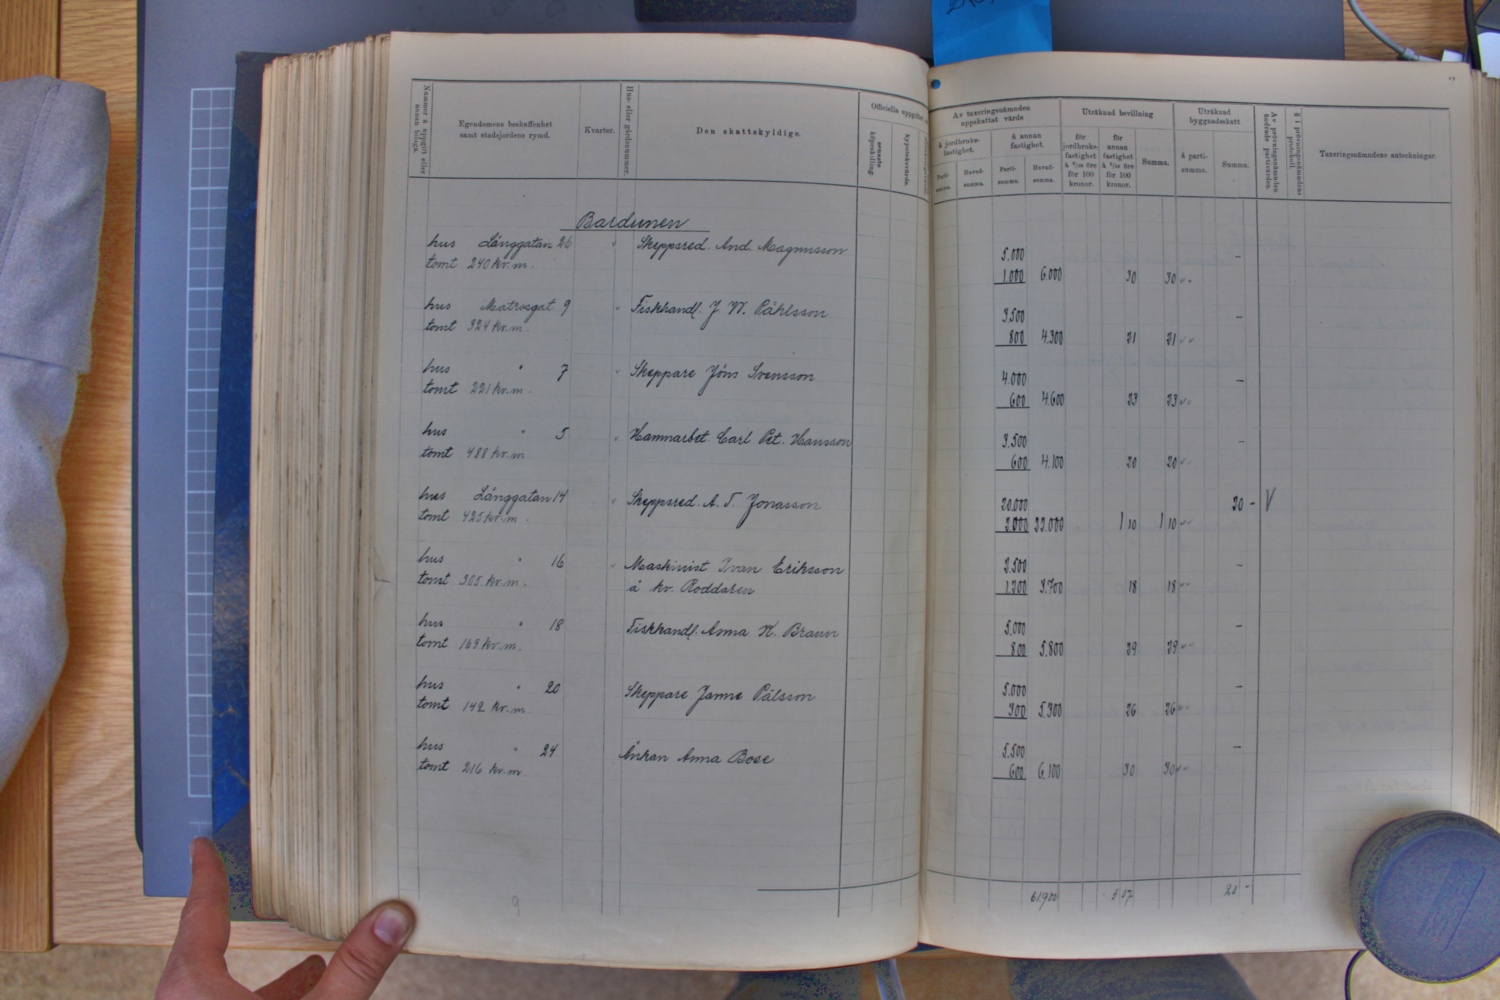 Nummer å uppgift eller annan bilaga.
Egendomens beskaffenhet samt stadsjordens rymd.
Kvarter.
Hus- eller gårdsnummer.
Den skattskyldige.
Officiella uppgifter
senaste köpeskilling.
hypoteksvärde.
Av taxeringsnämnden uppskattat värde
å jordbruksfastighet.
å annan fastighet.
Partisumma.
Huvudsumma.
Partisumma.
Huvudsumma.
Uträknad bevillning
för jordbruksfastighet à 6/10 öre för 100 kronor.
för annan fastighet à 5/10 öre för 100 kronor.
Summa.
Uträknad byggnadsskatt
å partisumma.
Summa.
Av prövningsnämnden ändrade partivärden.
§ i prövningsnämndens protokoll.
Taxeringsnämndens anteckningar.
Bardunen
hus Långgatan 26 Skeppsred. And. Magnusson 5.000 -
tomt 240 kv.m. 1.000 6.000 30 30
hus Matrosgat 9 Fiskhandl. J. W. Påhlsson 3.500 -
tomt 324 kv.m. 800 4.300 21 21
hus " 7 Skeppare Jöns Svensson 4.000 -
tomt 221 kv.m. 600 4.600 23 23
hus " 5 Hamnarbet. Carl Pet. Hansson 3.500 -
tomt 488 kv.m. 600 4.100 20 20
hus Långgatan 14 Skeppsred. A. T. Jonasson 20.000 20 - V
tomt 425 kv.m. 2.000 22.000 1 10 1 10
hus " 16 Maskinist Ivan Eriksson 2.500 -
tomt 305 kv.m. å kv. Roddaren 1.200 3.700 18 18
hus " 18 Fiskhandl. Anna K. Braun 5.000 -
tomt 169 kv.m. 800 5.800 29 29
hus " 20 Skeppare Janne Pålsson 5.000 -
tomt 142 kv.m. 300 5.300 26 26
hus " 24 Änkan Anna Bose 5.500 -
tomt 216 kv.m 600 6.100 30 30
9 61900 20 -